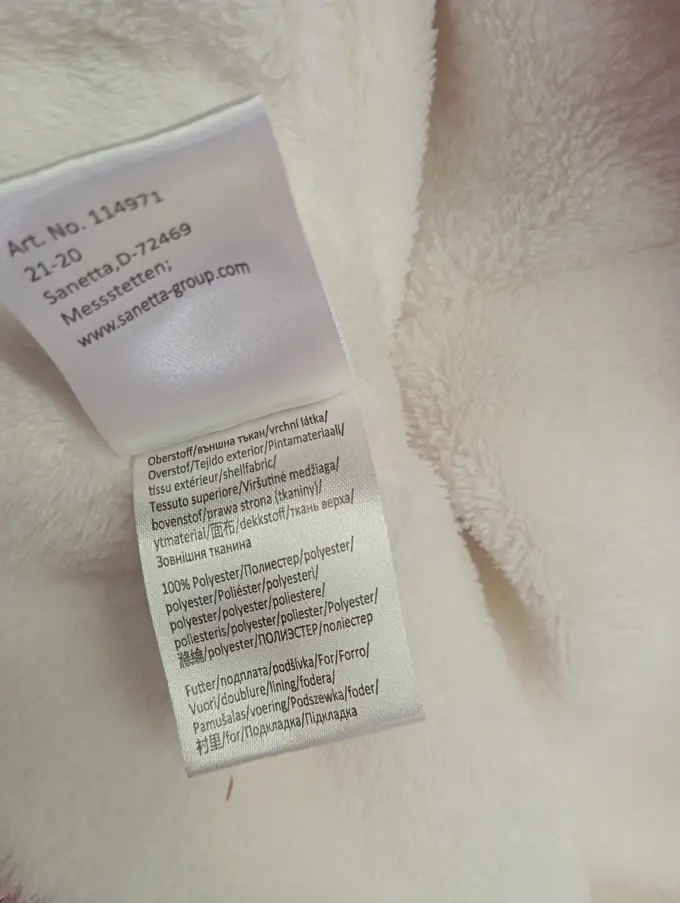 Art. No. 114971
21-20
Sanetta,D-72469
Messstetten;
www.sanetta-group.com
Oberstoff/външна тъкан/vrchní látka/
Overstof/Tejido exterior/Pintamateriaali/
tissu extérieur/shellfabric/
Tessuto superiore/Viršutinė medžiaga/
bovenstof/prawa strona (tkaniny)/
ytmaterial/面布/dekkstoff/ткань верха/
Зовнішня тканина
100% Polyester/Полиестер/polyester/
polyester/Poliéster/polyesteri/
polyester/polyester/poliestere/
poliesteris/polyester/poliester/Polyester/
滌綸/polyester/ПОЛИЭСТЕР/поліестер
Futter/подплата/podšívka/For/Forro/
Vuori/doublure/lining/fodera/
Pamušalas/voering/Podszewka/foder/
村里/for/Подкладка/Підкладка